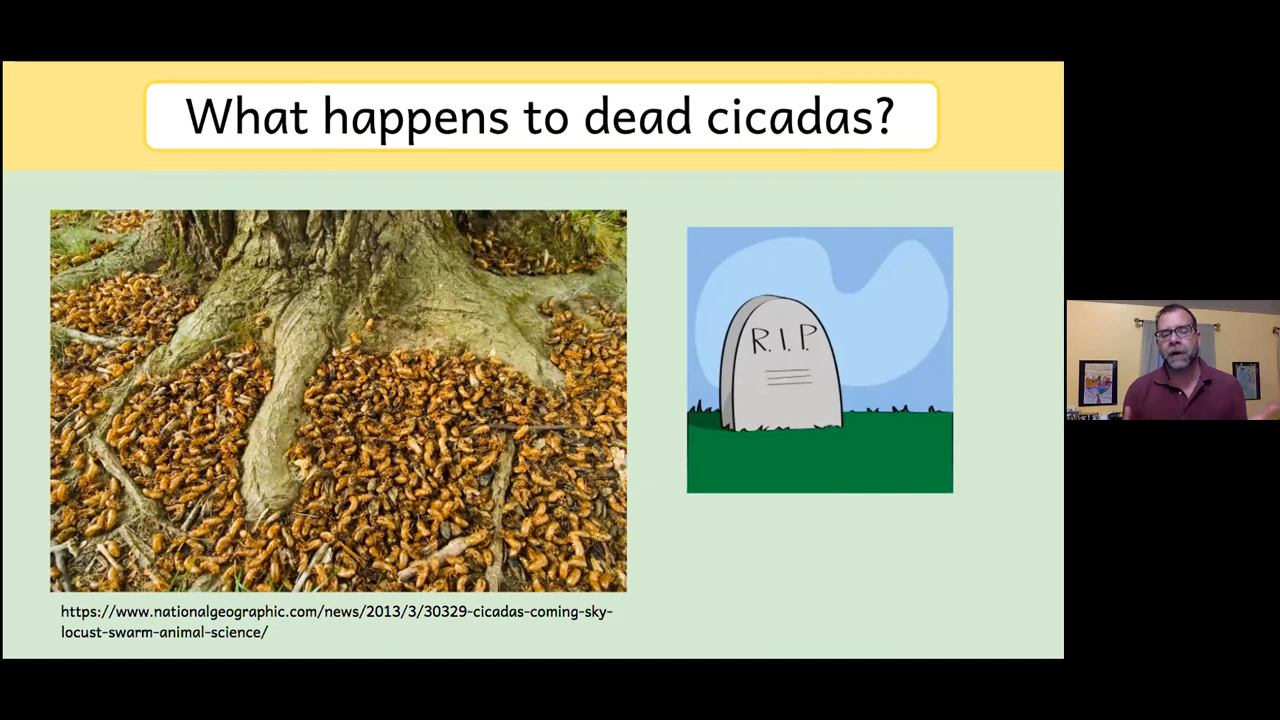 What happens to dead cicadas?
R.I.P.
https://www.nationalgeographic.com/news/2013/3/30329-cicadas-coming-sky-
locust-swarm-animal-science/